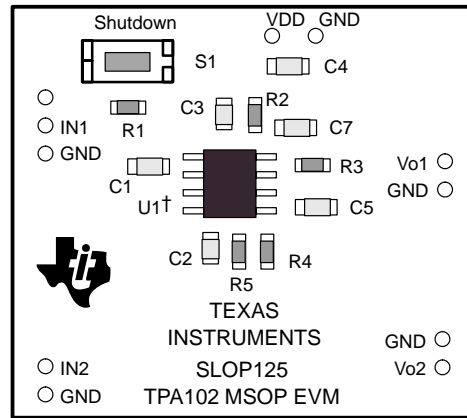 Shutdown
VDD GND
S1
C4
C3
R2
IN1
R1
C7
GND
C1
R3
Vo1
U1†
GND
C5
C2
R5
R4
TEXAS
INSTRUMENTS
GND
IN2
SLOP125
Vo2
GND
TPA102 MSOP EVM